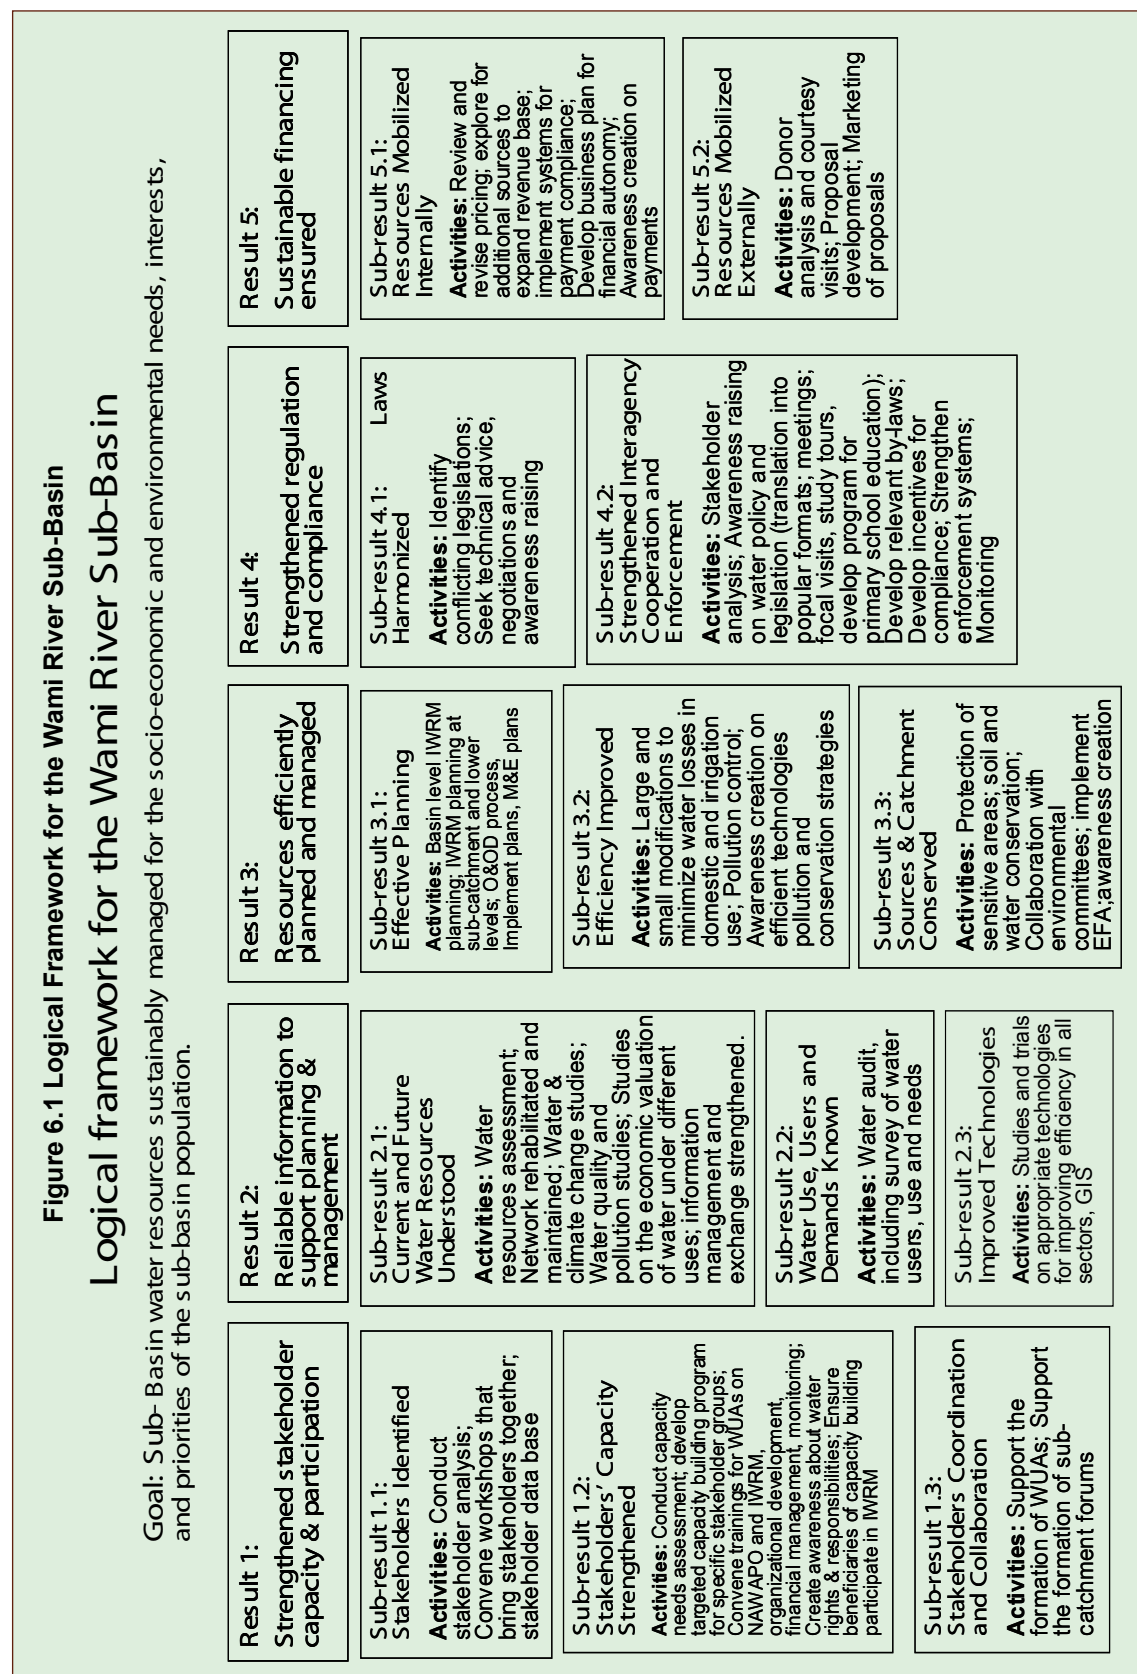 Figure 6.1 Logical Framework for the Wami River Sub-Basin
Logical framework for the Wami River Sub-Basin
Goal: Sub- Basin water resources sustainably managed for the socio-economic and environmental needs, interests,
and priorities of the sub-basin population.
Result 1:
Strengthened stakeholder
capacity & participation
Sub-result 1.1:
Stakeholders Identified
Activities: Conduct
stakeholder analysis;
Convene workshops that
bring stakeholders together;
stakeholder data base
Sub-result 1.2:
Stakeholders' Capacity
Strengthened
Activities: Conduct capacity
needs assessment; develop
targeted capacity building program
for specific stakeholder groups;
Convene trainings for WUAs on
NAWAPO and IWRM,
organizational development,
financial management, monitoring;
Create awareness about water
rights & responsibilities; Ensure
beneficiaries of capacity building
participate in IWRM
Sub-result 1.3:
Stakeholders Coordination
and Collaboration
Activities: Support the
formation of WUAs; Support
the formation of sub-
catchment forums
Result 2:
Reliable information to
support planning &
management
Sub-result 2.1:
Current and Future
Water Resources
Understood
Activities: Water
resources assessment;
Network rehabilitated and
maintained; Water &
climate change studies;
Water quality and
pollution studies; Studies
on the economic valuation
of water under different
uses; information
management and
exchange strengthened.
Sub-result 2.2:
Water Use, Users and
Demands Known
Activities: Water audit,
including survey of water
users, use and needs
Sub-result 2.3:
Improved Technologies
Activities: Studies and trials
on appropriate technologies
for improving efficiency in all
sectors, GIS
Result 3:
Resources efficiently
planned and managed
Sub-result 3.1:
Effective Planning
Activities: Basin level IWRM
planning; IWRM planning at
sub-catchment and lower
levels; O&OD process,
Implement plans, M&E plans
Sub-result 3.2:
Efficiency Improved
Activities: Large and
small modifications to
minimize water losses in
domestic and irrigation
use; Pollution control;
Awareness creation on
efficient technologies
pollution and
conservation strategies
Sub-result 3.3:
Sources & Catchment
Conserved
Activities: Protection of
sensitive areas; soil and
water conservation;
Collaboration with
environmental
committees; implement
EFA;awareness creation
Result 4:
Strengthened regulation
and compliance
Sub-result 4.1: Laws
Harmonized
Activities: Identify
conflicting legislations;
Seek technical advice,
negotiations and
awareness raising
Sub-result 4.2:
Strengthened Interagency
Cooperation and
Enforcement
Activities: Stakeholder
analysis; Awareness raising
on water policy and
legislation (translation into
popular formats; meetings;
focal visits, study tours,
develop program for
primary school education);
Develop relevant by-laws;
Develop incentives for
compliance; Strengthen
enforcement systems;
Monitoring
Result 5:
Sustainable financing
ensured
Sub-result 5.1:
Resources Mobilized
Internally
Activities: Review and
revise pricing; explore for
additional sources to
expand revenue base;
implement systems for
payment compliance;
Develop business plan for
financial autonomy;
Awareness creation on
payments
Sub-result 5.2:
Resources Mobilized
Externally
Activities: Donor
analysis and courtesy
visits; Proposal
development; Marketing
of proposals